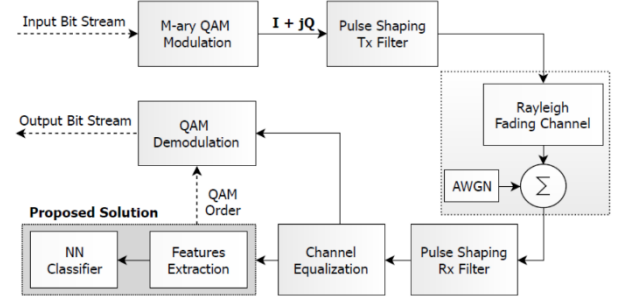 Input Bit Stream
M-ary QAM
Modulation
I + jQ
Pulse Shaping
Tx Filter
Rayleigh
Fading Channel
AWGN
Σ
Output Bit Stream
QAM
Demodulation
QAM
Order
Proposed Solution
NN
Classifier
Features
Extraction
Channel
Equalization
Pulse Shaping
Rx Filter